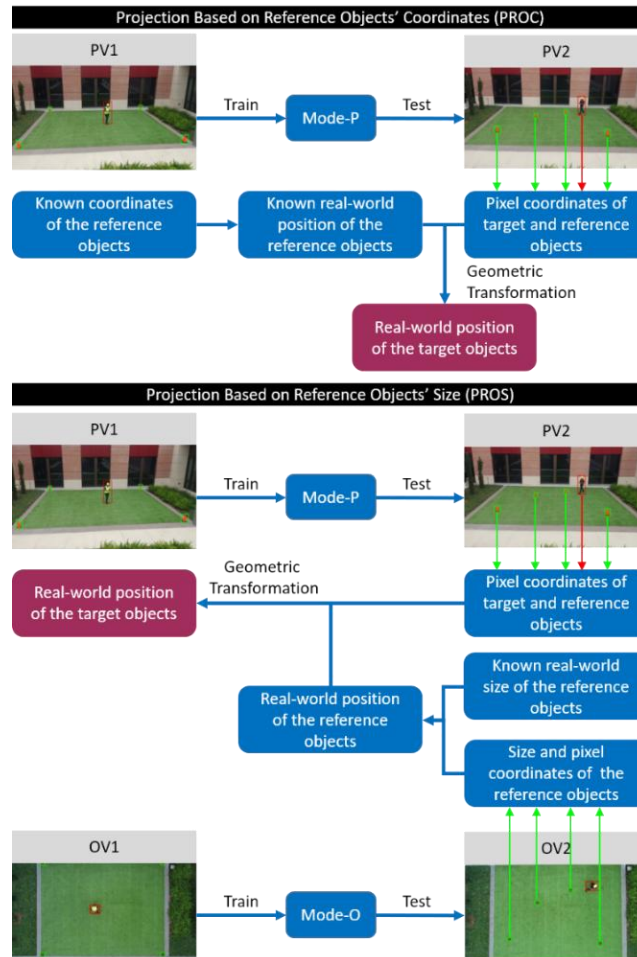 Projection Based on Reference Objects' Coordinates (PROC)
PV1
PV2
Train
Mode-P
Test
Known coordinates
of the reference
objects
Known real-world
position of the
reference objects
Pixel coordinates of
target and reference
objects
Geometric
Transformation
Real-world position
of the target objects
Projection Based on Reference Objects' Size (PROS)
PV1
PV2
Train
Mode-P
Test
Geometric
Transformation
Real-world position
of the target objects
Pixel coordinates of
target and reference
objects
Known real-world
size of the reference
objects
Real-world position
of the reference
objects
Size and pixel
coordinates of the
reference objects
OV1
OV2
Train
Mode-O
Test